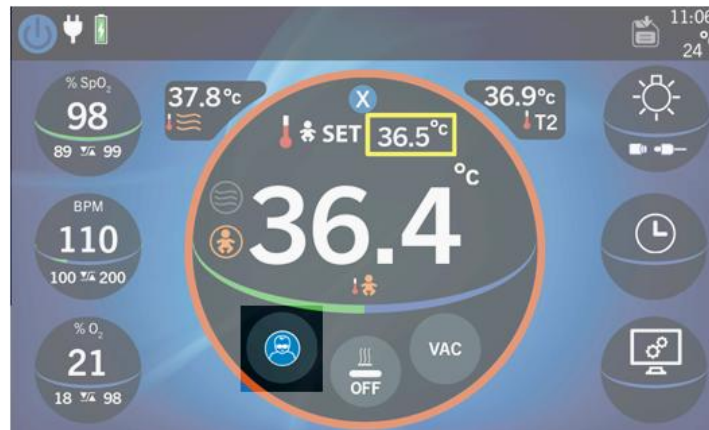 11:06
24 °
% SpO₂
98
89 99
37.8°c
X
36.9°c
T2
SET 36.5°c
36.4°c
BPM
110
100 200
% O₂
21
18 98
OFF
VAC